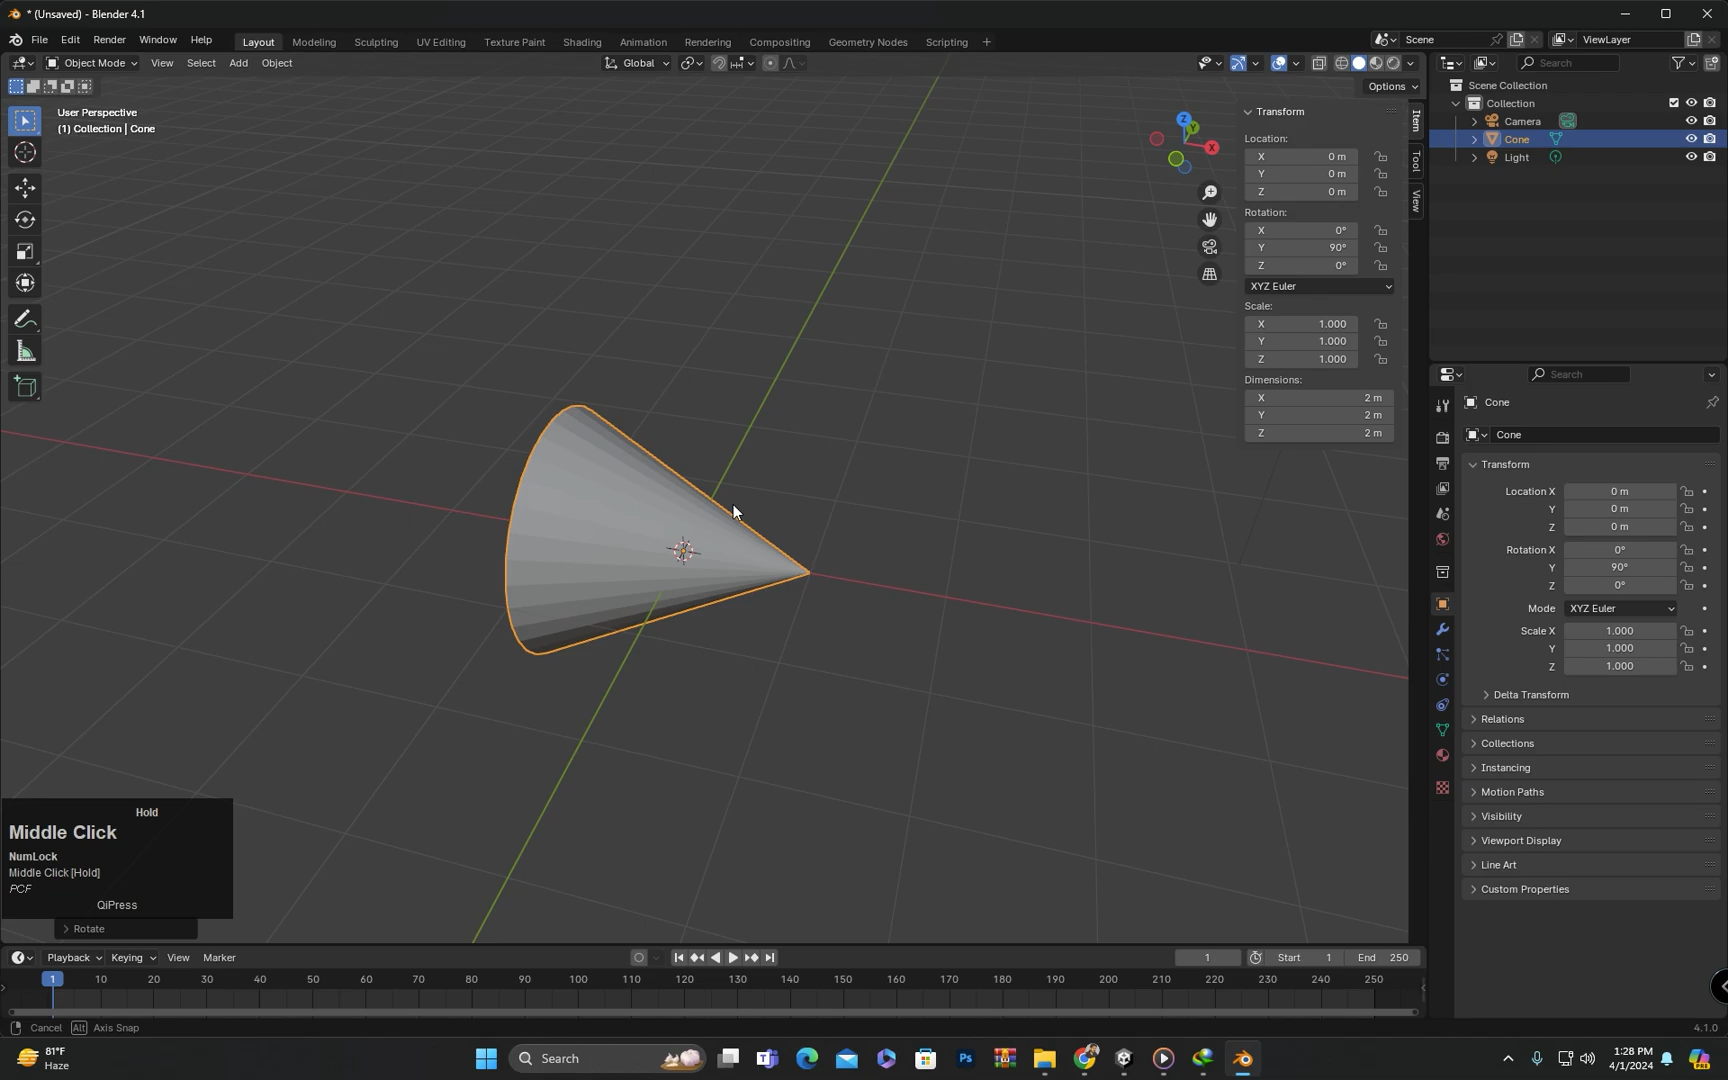 * (Unsaved) - Blender 4.1
File Edit Render Window Help
Layout Modeling Sculpting UV Editing Texture Paint Shading Animation Rendering Compositing Geometry Nodes Scripting +
Scene
ViewLayer
Object Mode View Select Add Object
Global
Options
Search
User Perspective
(1) Collection | Cone
Scene Collection
Collection
Camera
Cone
Light
Z
Y
X
Item
Tool
View
Transform
Location:
X 0 m
Y 0 m
Z 0 m
Rotation:
X 0°
Y 90°
Z 0°
XYZ Euler
Scale:
X 1.000
Y 1.000
Z 1.000
Dimensions:
X 2 m
Y 2 m
Z 2 m
Search
Cone
Cone
Transform
Location X 0 m
Y 0 m
Z 0 m
Rotation X 0°
Y 90°
Z 0°
Mode XYZ Euler
Scale X 1.000
Y 1.000
Z 1.000
Delta Transform
Relations
Collections
Instancing
Motion Paths
Visibility
Viewport Display
Line Art
Custom Properties
Hold
Middle Click
NumLock
Middle Click [Hold]
PCF
QiPress
Rotate
Playback Keying View Marker
1 Start 1 End 250
1 10 20 30 40 50 60 70 80 90 100 110 120 130 140 150 160 170 180 190 200 210 220 230 240 250
Cancel Alt Axis Snap
4.1.0
81°F
Haze
Search
Ps
1:28 PM
4/1/2024
PRE